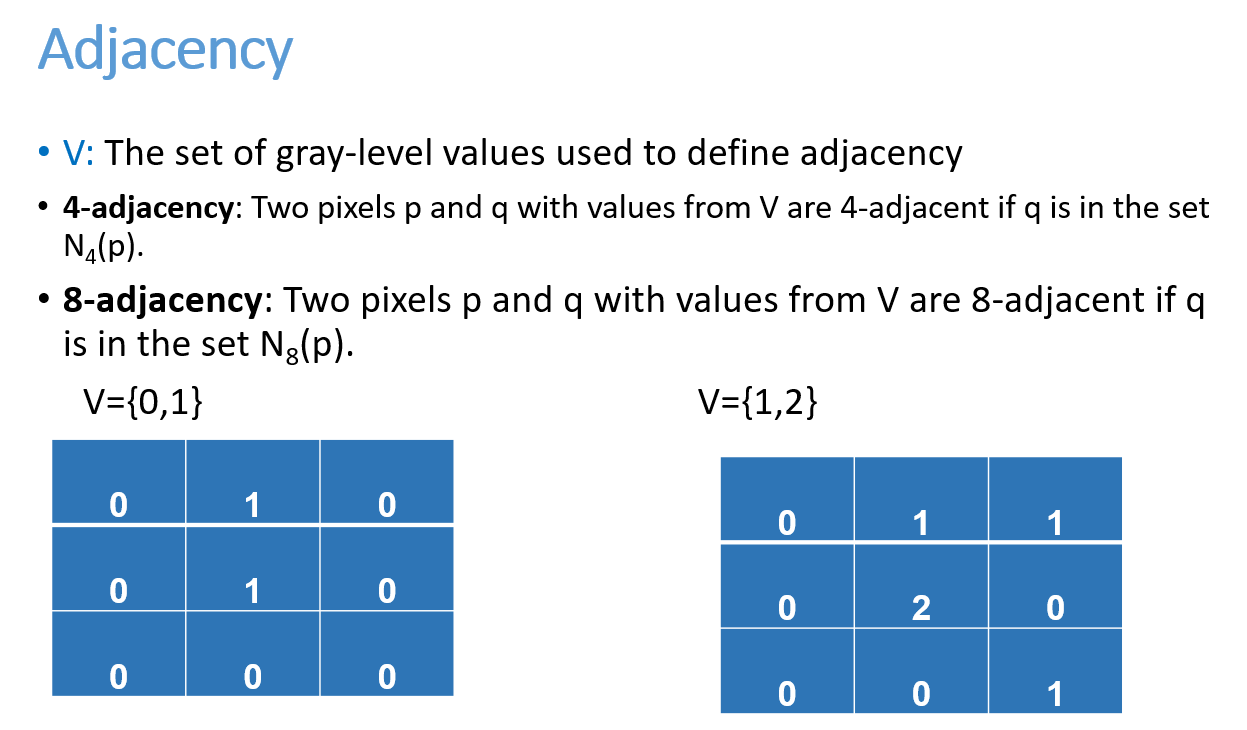 Adjacency
• V: The set of gray-level values used to define adjacency
• 4-adjacency: Two pixels p and q with values from V are 4-adjacent if q is in the set
N4(p).
• 8-adjacency: Two pixels p and q with values from V are 8-adjacent if q
is in the set N8(p).
V={0,1}
0 1 0
0 1 0
0 0 0
V={1,2}
0 1 1
0 2 0
0 0 1